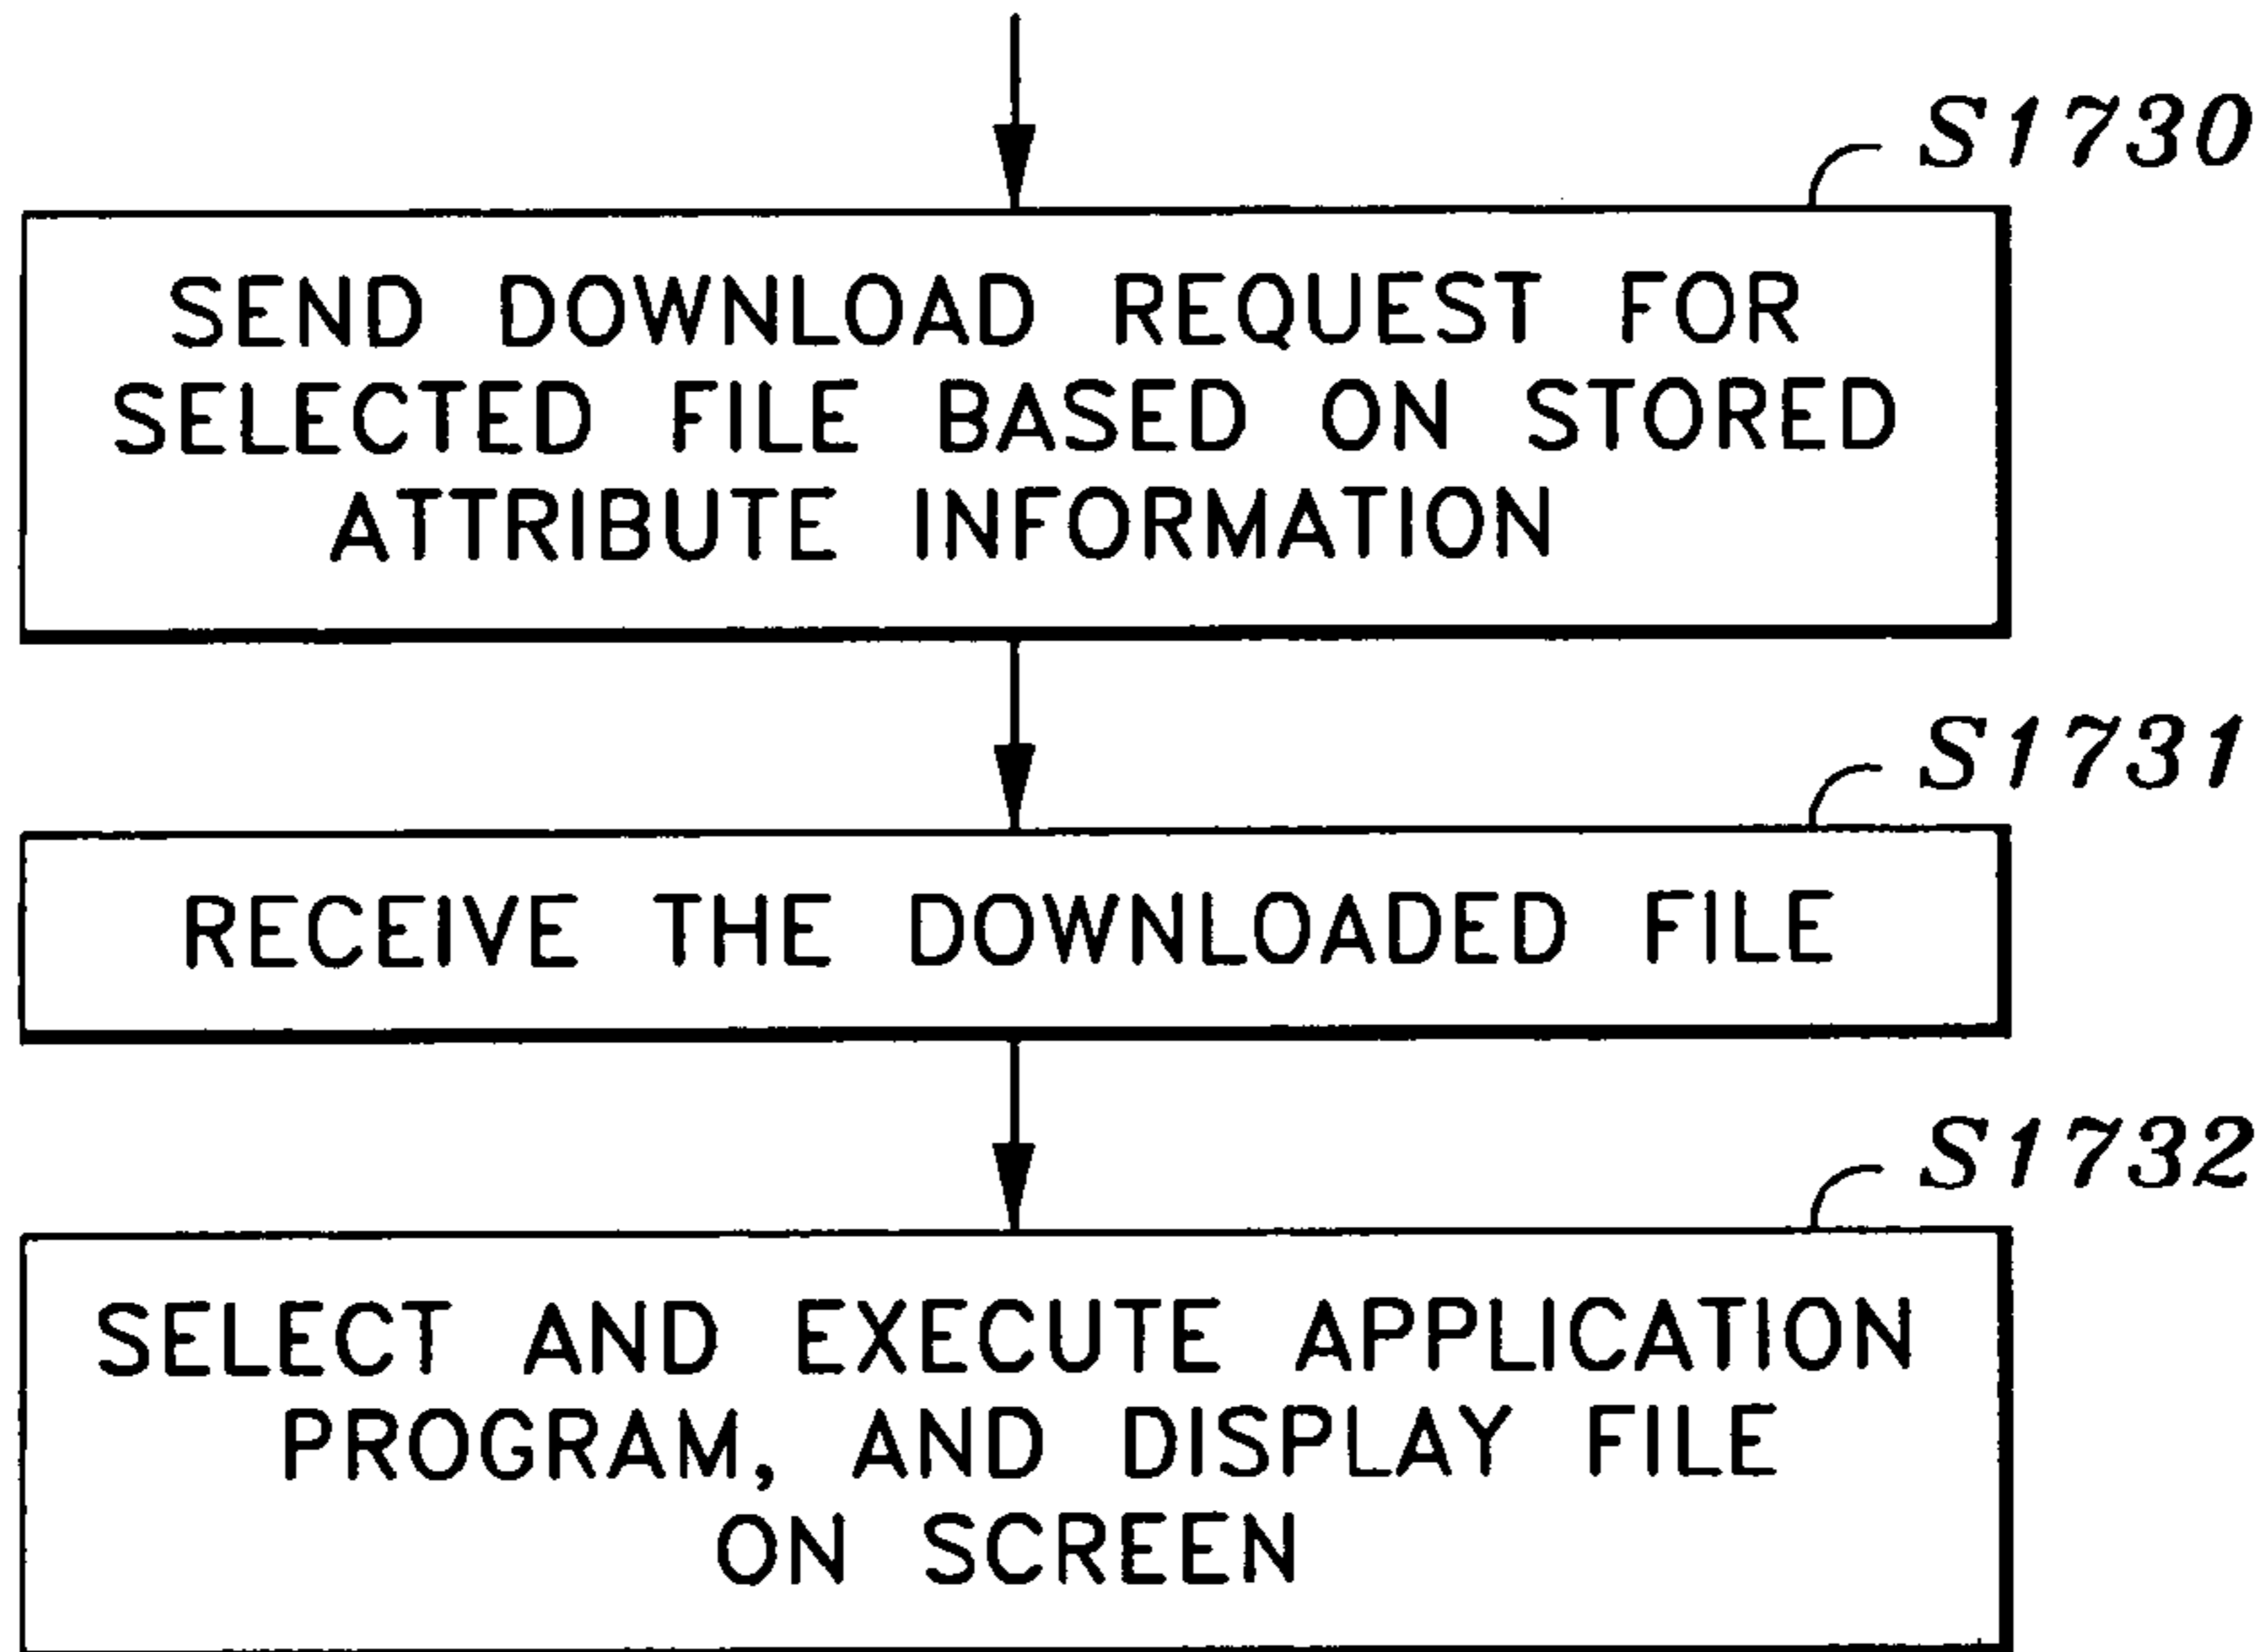 S1730
SEND DOWNLOAD REQUEST FOR
SELECTED FILE BASED ON STORED
ATTRIBUTE INFORMATION
S1731
RECEIVE THE DOWNLOADED FILE
S1732
SELECT AND EXECUTE APPLICATION
PROGRAM, AND DISPLAY FILE
ON SCREEN